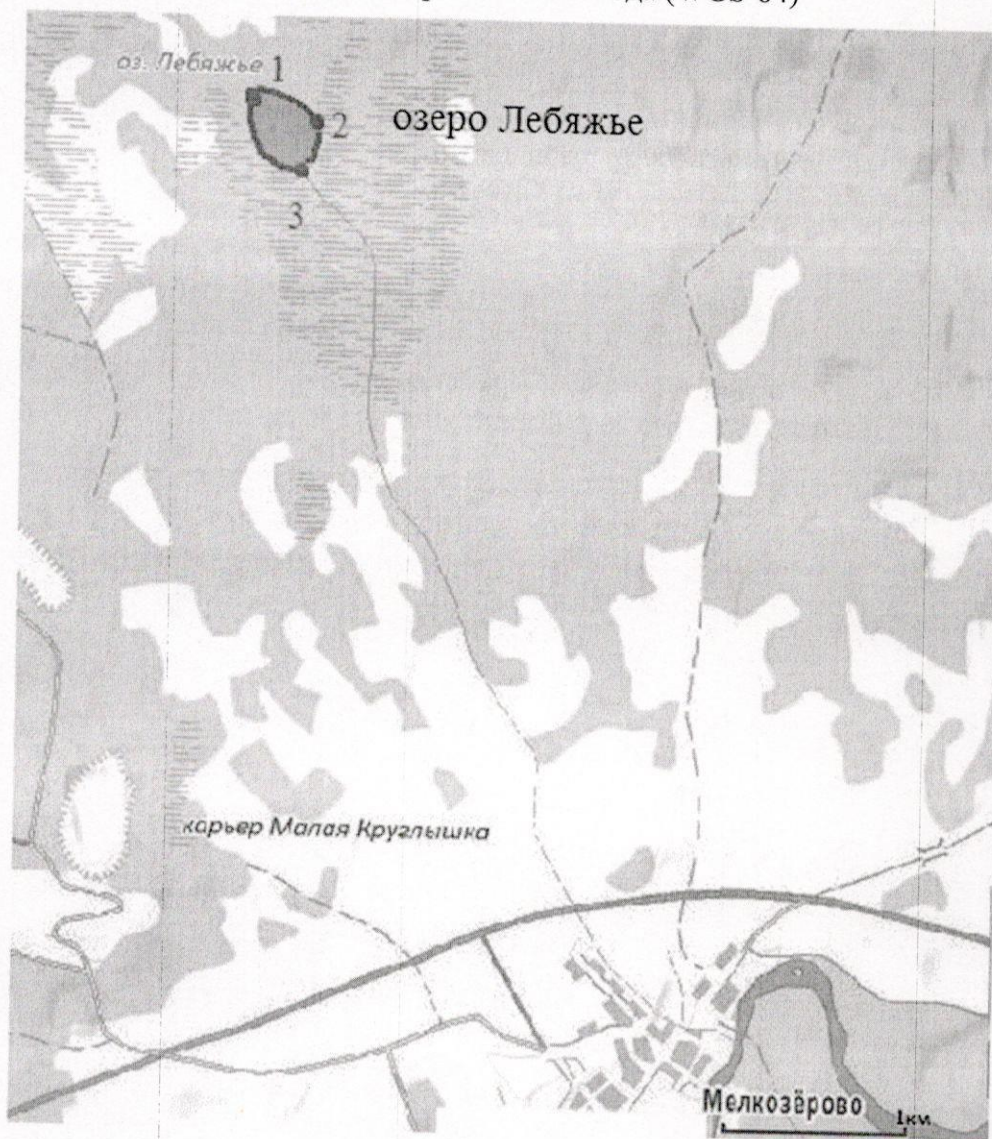 оз. Лебяжье
1
2
озеро Лебяжье
3
карьер Малая Круглышка
Мелкозёрово
1км